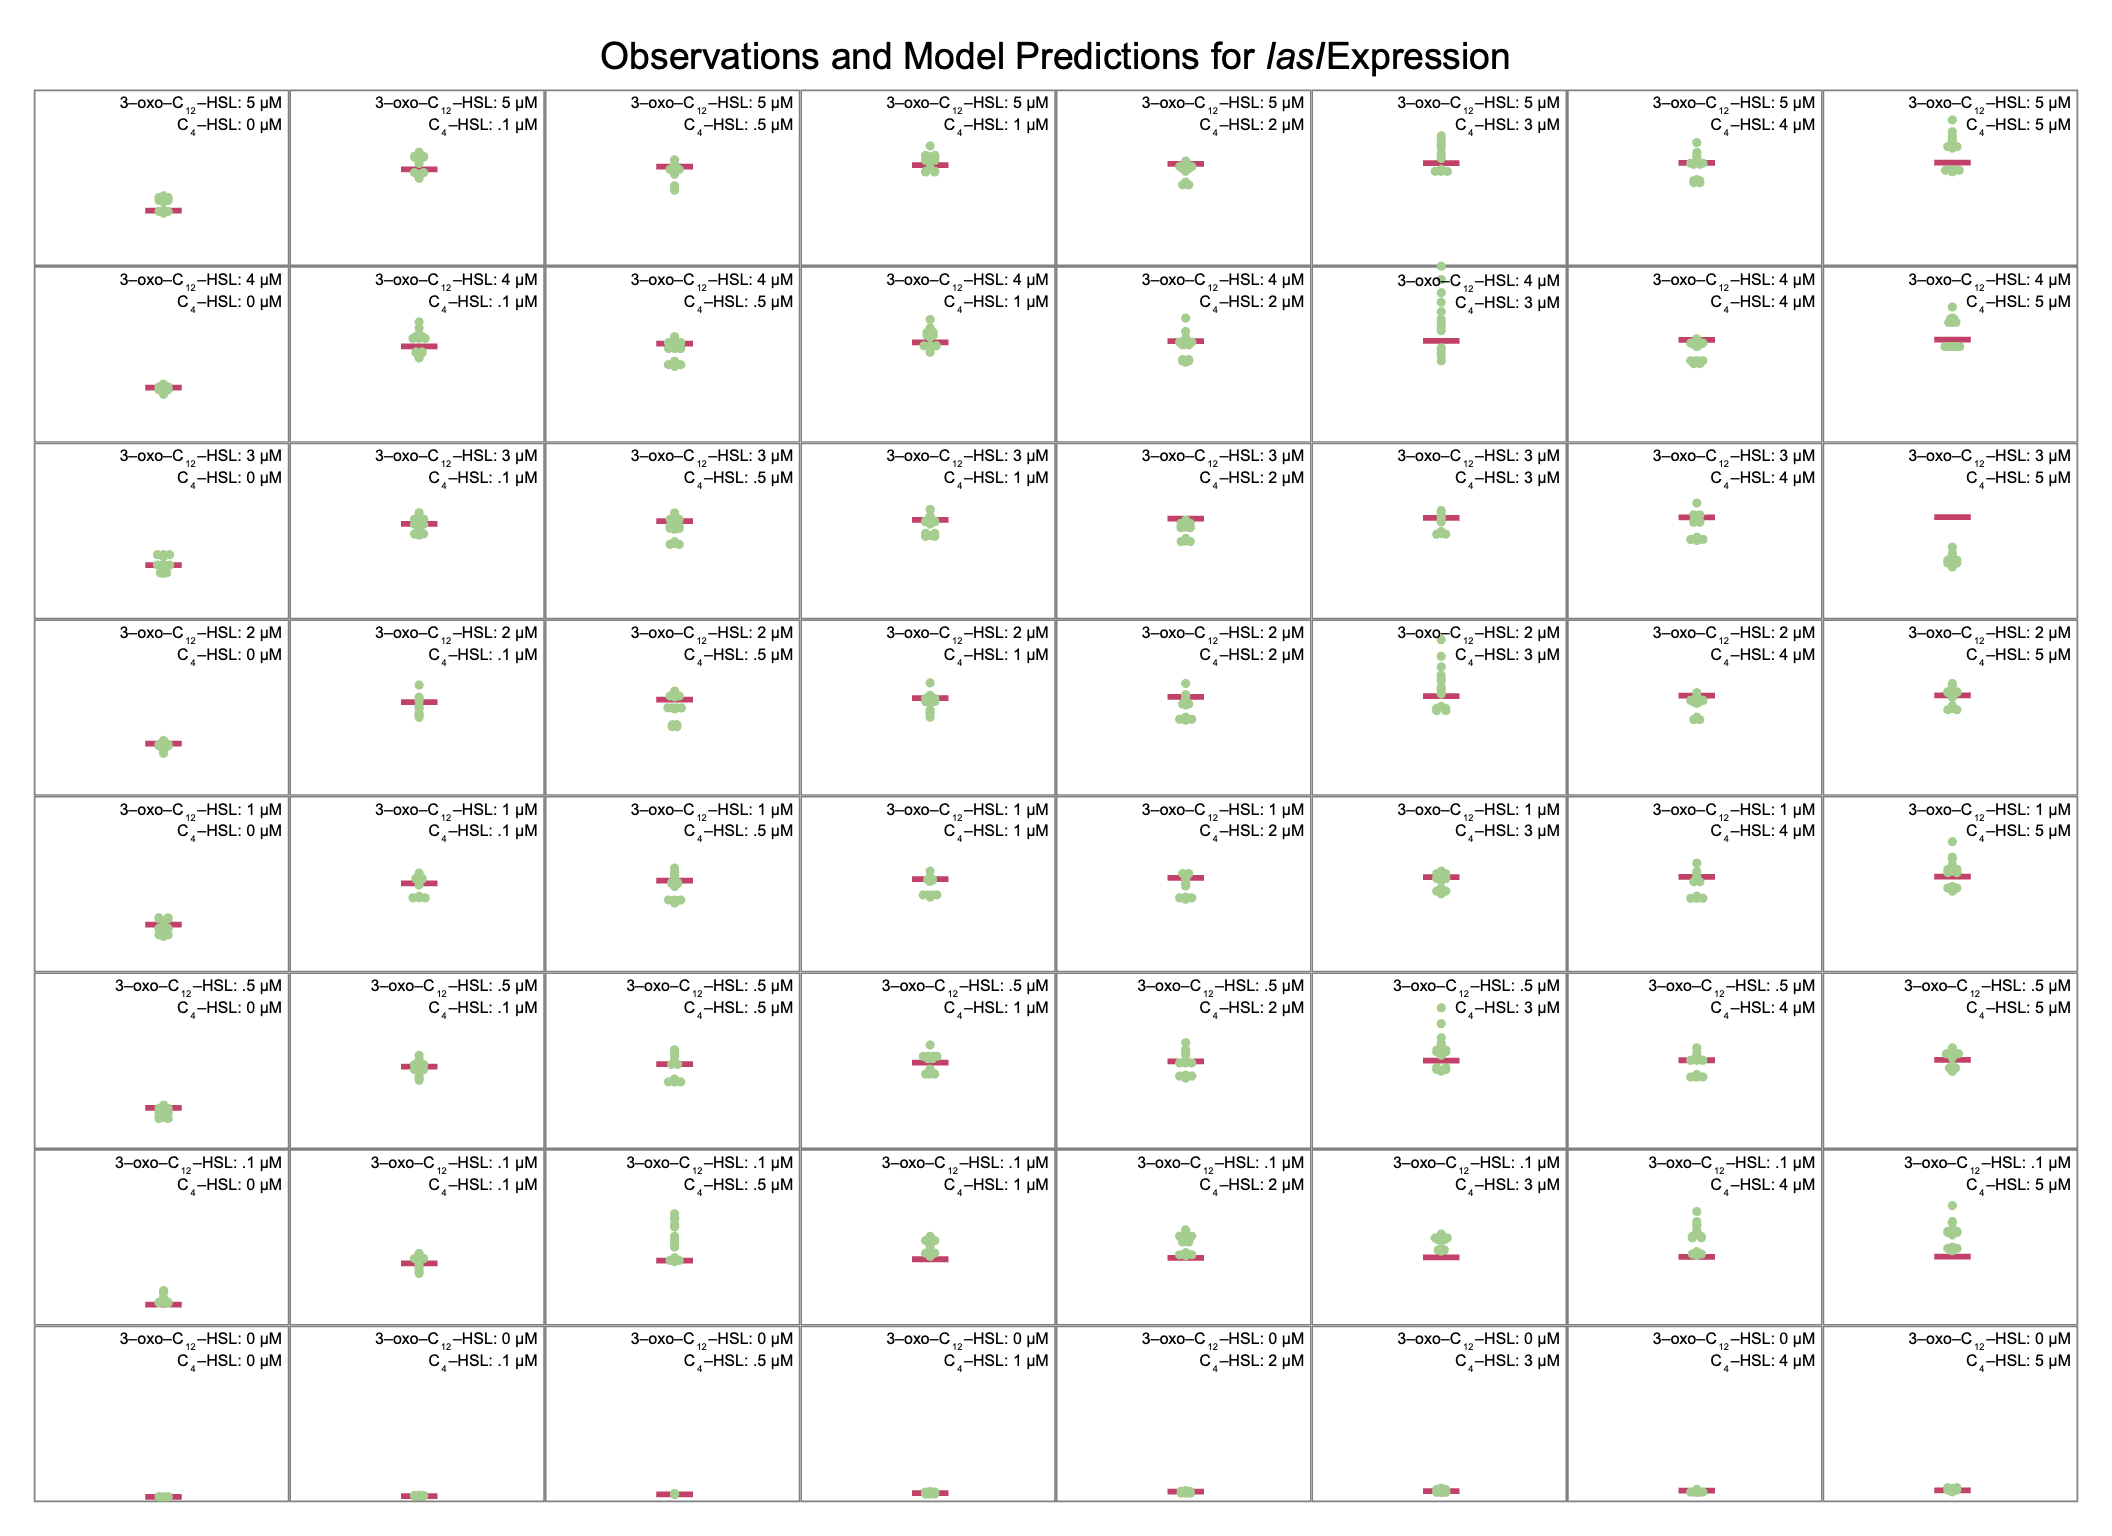 Observations and Model Predictions for lasIExpression
3–oxo–C12–HSL: 5 µM 3–oxo–C12–HSL: 5 µM 3–oxo–C12–HSL: 5 µM 3–oxo–C12–HSL: 5 µM 3–oxo–C12–HSL: 5 µM 3–oxo–C12–HSL: 5 µM 3–oxo–C12–HSL: 5 µM 3–oxo–C12–HSL: 5 µM
C4–HSL: 0 µM C4–HSL: .1 µM C4–HSL: .5 µM C4–HSL: 1 µM C4–HSL: 2 µM C4–HSL: 3 µM C4–HSL: 4 µM C4–HSL: 5 µM
3–oxo–C12–HSL: 4 µM 3–oxo–C12–HSL: 4 µM 3–oxo–C12–HSL: 4 µM 3–oxo–C12–HSL: 4 µM 3–oxo–C12–HSL: 4 µM 3–oxo–C12–HSL: 4 µM 3–oxo–C12–HSL: 4 µM 3–oxo–C12–HSL: 4 µM
C4–HSL: 0 µM C4–HSL: .1 µM C4–HSL: .5 µM C4–HSL: 1 µM C4–HSL: 2 µM C4–HSL: 3 µM C4–HSL: 4 µM C4–HSL: 5 µM
3–oxo–C12–HSL: 3 µM 3–oxo–C12–HSL: 3 µM 3–oxo–C12–HSL: 3 µM 3–oxo–C12–HSL: 3 µM 3–oxo–C12–HSL: 3 µM 3–oxo–C12–HSL: 3 µM 3–oxo–C12–HSL: 3 µM 3–oxo–C12–HSL: 3 µM
C4–HSL: 0 µM C4–HSL: .1 µM C4–HSL: .5 µM C4–HSL: 1 µM C4–HSL: 2 µM C4–HSL: 3 µM C4–HSL: 4 µM C4–HSL: 5 µM
3–oxo–C12–HSL: 2 µM 3–oxo–C12–HSL: 2 µM 3–oxo–C12–HSL: 2 µM 3–oxo–C12–HSL: 2 µM 3–oxo–C12–HSL: 2 µM 3–oxo–C12–HSL: 2 µM 3–oxo–C12–HSL: 2 µM 3–oxo–C12–HSL: 2 µM
C4–HSL: 0 µM C4–HSL: .1 µM C4–HSL: .5 µM C4–HSL: 1 µM C4–HSL: 2 µM C4–HSL: 3 µM C4–HSL: 4 µM C4–HSL: 5 µM
3–oxo–C12–HSL: 1 µM 3–oxo–C12–HSL: 1 µM 3–oxo–C12–HSL: 1 µM 3–oxo–C12–HSL: 1 µM 3–oxo–C12–HSL: 1 µM 3–oxo–C12–HSL: 1 µM 3–oxo–C12–HSL: 1 µM 3–oxo–C12–HSL: 1 µM
C4–HSL: 0 µM C4–HSL: .1 µM C4–HSL: .5 µM C4–HSL: 1 µM C4–HSL: 2 µM C4–HSL: 3 µM C4–HSL: 4 µM C4–HSL: 5 µM
3–oxo–C12–HSL: .5 µM 3–oxo–C12–HSL: .5 µM 3–oxo–C12–HSL: .5 µM 3–oxo–C12–HSL: .5 µM 3–oxo–C12–HSL: .5 µM 3–oxo–C12–HSL: .5 µM 3–oxo–C12–HSL: .5 µM 3–oxo–C12–HSL: .5 µM
C4–HSL: 0 µM C4–HSL: .1 µM C4–HSL: .5 µM C4–HSL: 1 µM C4–HSL: 2 µM C4–HSL: 3 µM C4–HSL: 4 µM C4–HSL: 5 µM
3–oxo–C12–HSL: .1 µM 3–oxo–C12–HSL: .1 µM 3–oxo–C12–HSL: .1 µM 3–oxo–C12–HSL: .1 µM 3–oxo–C12–HSL: .1 µM 3–oxo–C12–HSL: .1 µM 3–oxo–C12–HSL: .1 µM 3–oxo–C12–HSL: .1 µM
C4–HSL: 0 µM C4–HSL: .1 µM C4–HSL: .5 µM C4–HSL: 1 µM C4–HSL: 2 µM C4–HSL: 3 µM C4–HSL: 4 µM C4–HSL: 5 µM
3–oxo–C12–HSL: 0 µM 3–oxo–C12–HSL: 0 µM 3–oxo–C12–HSL: 0 µM 3–oxo–C12–HSL: 0 µM 3–oxo–C12–HSL: 0 µM 3–oxo–C12–HSL: 0 µM 3–oxo–C12–HSL: 0 µM 3–oxo–C12–HSL: 0 µM
C4–HSL: 0 µM C4–HSL: .1 µM C4–HSL: .5 µM C4–HSL: 1 µM C4–HSL: 2 µM C4–HSL: 3 µM C4–HSL: 4 µM C4–HSL: 5 µM